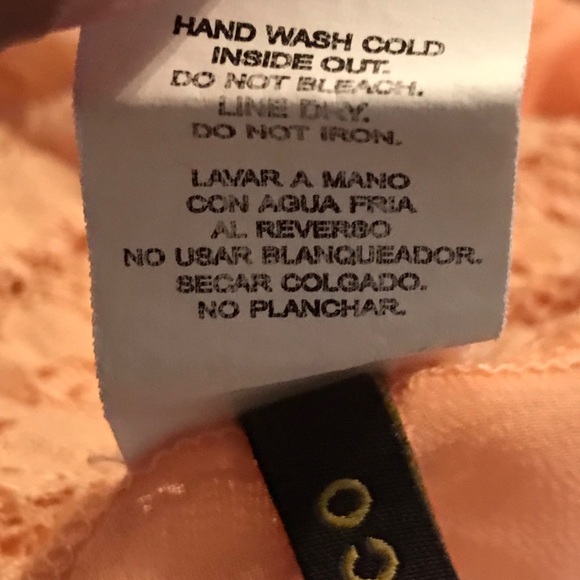 HAND WASH COLD
INSIDE OUT.
DO NOT BLEACH.
LINE DRY.
DO NOT IRON.
LAVAR A MANO
CON AGUA FRIA
AL REVERSO
NO USAR BLANQUEADOR.
SECAR COLGADO.
NO PLANCHAR.
CO